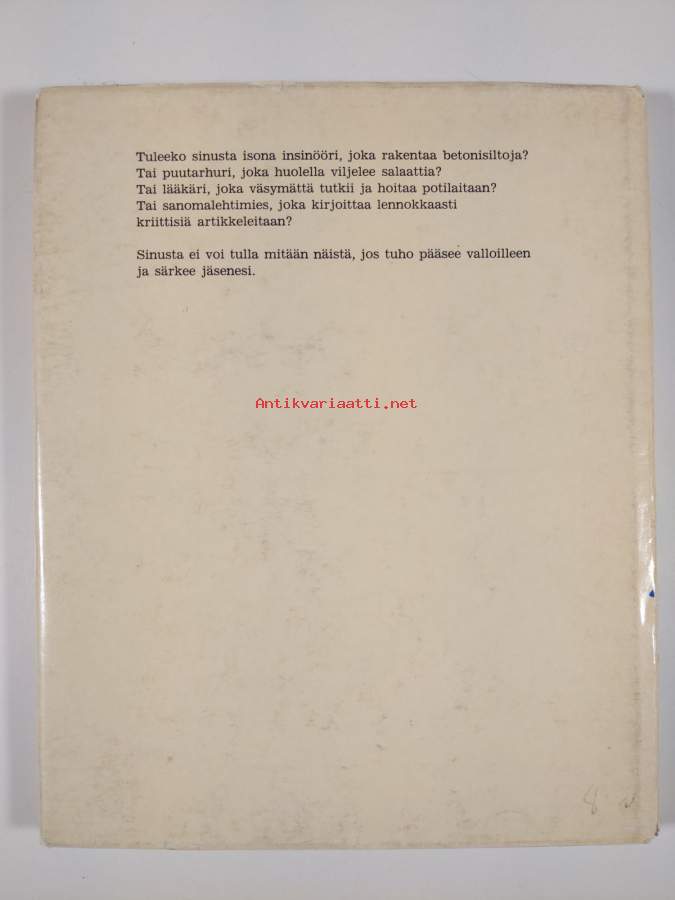 Tuleeko sinusta isona insinööri, joka rakentaa betonisiltoja?
Tai puutarhuri, joka huolella viljelee salaattia?
Tai lääkäri, joka väsymättä tutkii ja hoitaa potilaitaan?
Tai sanomalehtimies, joka kirjoittaa lennokkaasti
kriittisiä artikkeleitaan?
Sinusta ei voi tulla mitään näistä, jos tuho pääsee valloilleen
ja särkee jäsenesi.
Antikvariaatti.net